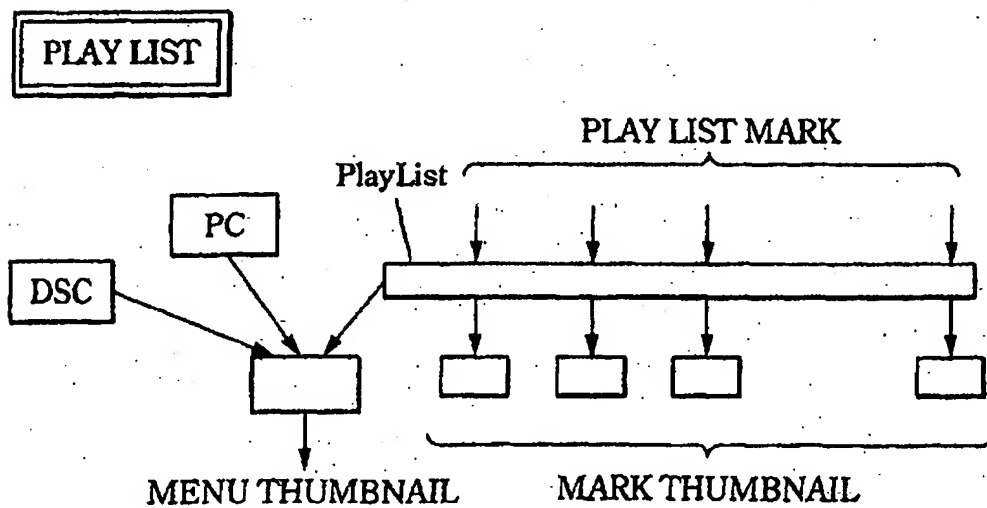 PLAY LIST
PLAY LIST MARK
PlayList
PC
DSC
MENU THUMBNAIL
MARK THUMBNAIL